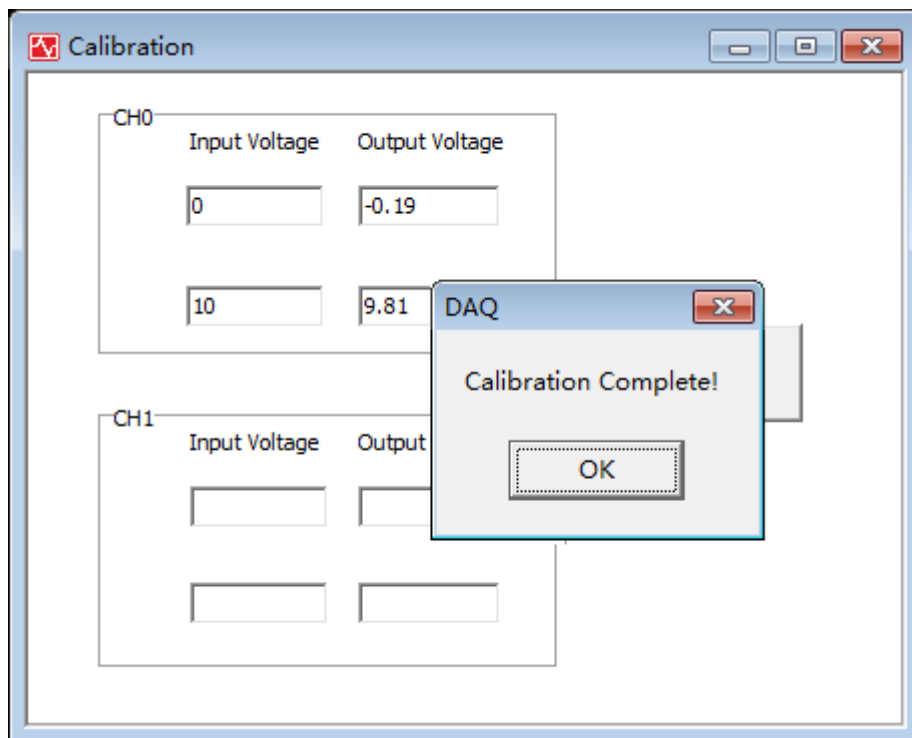 Calibration
CH0
Input Voltage Output Voltage
0 -0.19
10 9.81
DAQ
Calibration Complete!
OK
CH1
Input Voltage Output